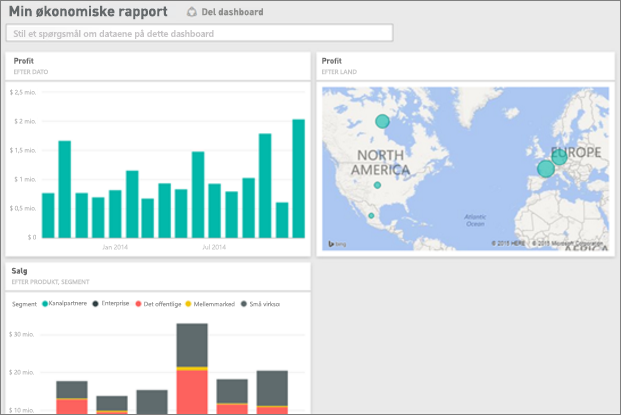 Min økonomiske rapport
Del dashboard
Stil et spørgsmål om dataene på dette dashboard
Profit
EFTER DATO
$ 2,5 mio.
$ 2 mio.
$ 1,5 mio.
$ 1 mio.
$ 0,5 mio.
$ 0
Jan 2014
Jul 2014
Profit
EFTER LAND
NORTH
AMERICA
EUROPE
Atlantic
Ocean
AFRICA
bing
© 2015 HERE © 2015 Microsoft Corporation
Salg
EFTER PRODUKT, SEGMENT
Segment Kanalpartnere Enterprise Det offentlige Mellemmarked Små virksor
$ 30 mio.
$ 20 mio.
$ 10 mio.